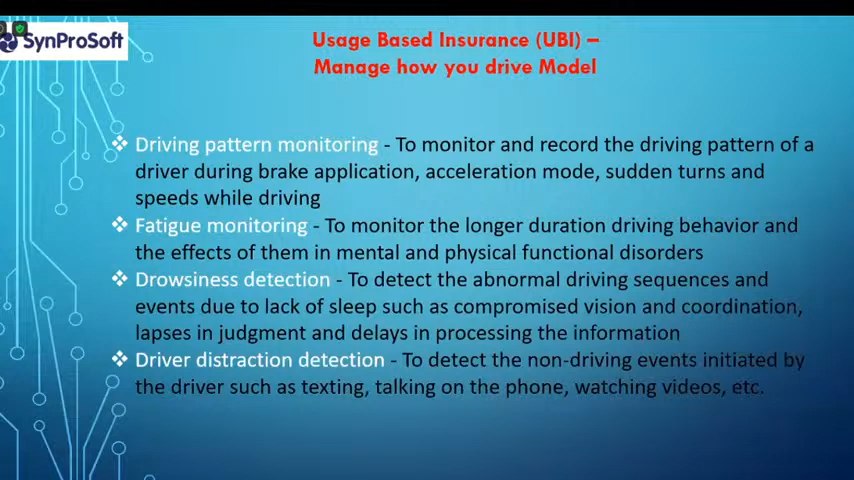 SynProSoft
Usage Based Insurance (UBI) –
Manage how you drive Model
❖ Driving pattern monitoring - To monitor and record the driving pattern of a
driver during brake application, acceleration mode, sudden turns and
speeds while driving
❖ Fatigue monitoring - To monitor the longer duration driving behavior and
the effects of them in mental and physical functional disorders
❖ Drowsiness detection - To detect the abnormal driving sequences and
events due to lack of sleep such as compromised vision and coordination,
lapses in judgment and delays in processing the information
❖ Driver distraction detection - To detect the non-driving events initiated by
the driver such as texting, talking on the phone, watching videos, etc.